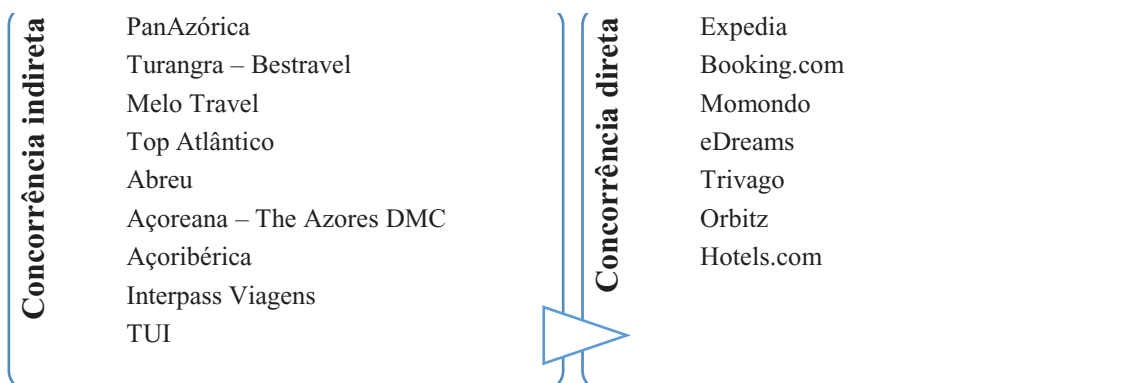 Concorrência indireta
PanAzórica
Turangra – Bestravel
Melo Travel
Top Atlântico
Abreu
Açoreana – The Azores DMC
Açoribérica
Interpass Viagens
TUI
Concorrência direta
Expedia
Booking.com
Momondo
eDreams
Trivago
Orbitz
Hotels.com